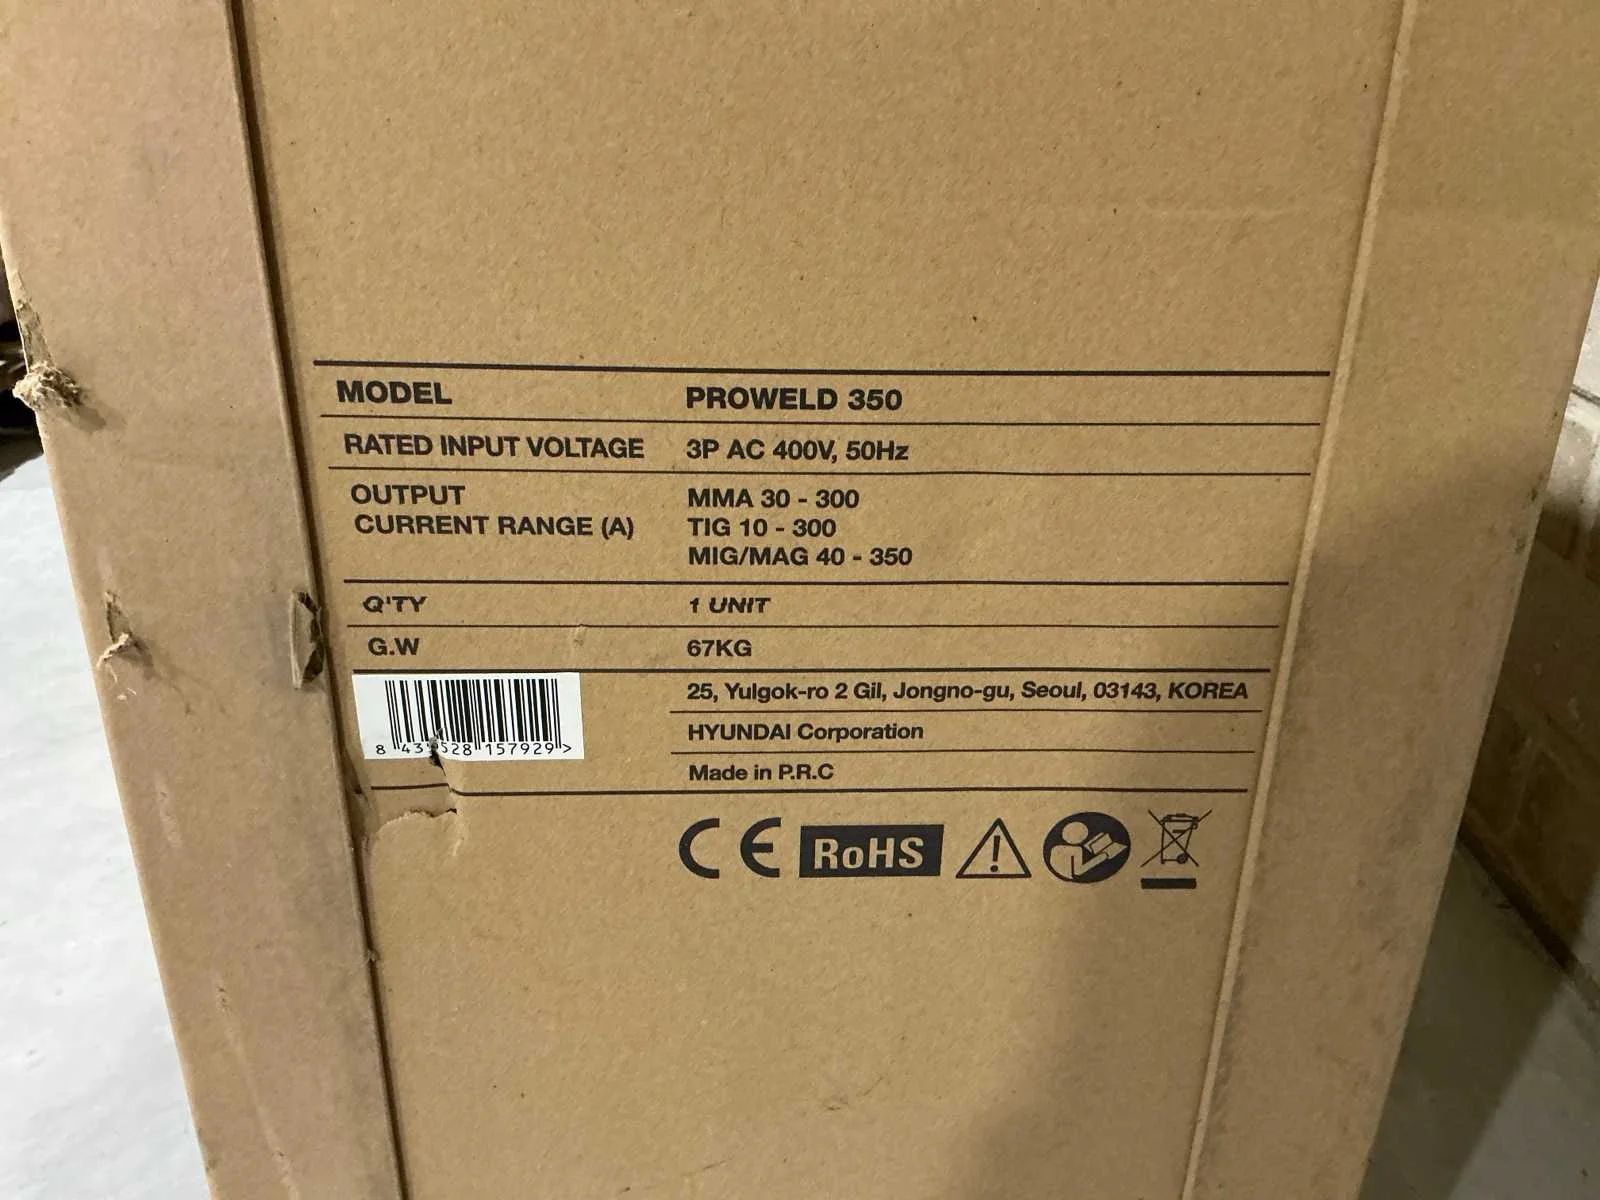 MODEL PROWELD 350
RATED INPUT VOLTAGE 3P AC 400V, 50Hz
OUTPUT MMA 30 - 300
CURRENT RANGE (A) TIG 10 - 300
MIG/MAG 40 - 350
Q'TY 1 UNIT
G.W 67KG
25, Yulgok-ro 2 Gil, Jongno-gu, Seoul, 03143, KOREA
HYUNDAI Corporation
Made in P.R.C
157929 >
CE RoHS